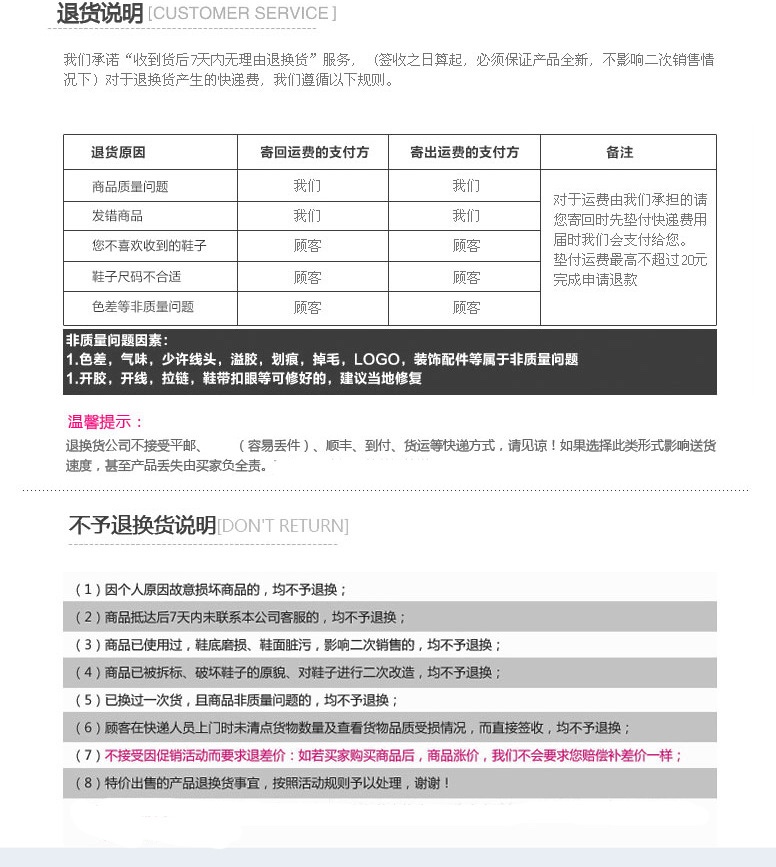 退货说明[CUSTOMER SERVICE]
我们承诺“收到货后7天内无理由退换货”服务，（签收之日算起，必须保证产品全新，不影响二次销售情
况下）对于退换货产生的快递费，我们遵循以下规则。
退货原因 寄回运费的支付方 寄出运费的支付方 备注
商品质量问题 我们 我们
发错商品 我们 我们
您不喜欢收到的鞋子 顾客 顾客
鞋子尺码不合适 顾客 顾客
色差等非质量问题 顾客 顾客
对于运费由我们承担的请
您寄回时先垫付快递费用
届时我们会支付给您。
垫付运费最高不超过20元
完成申请退款
非质量问题因素：
1.色差，气味，少许线头，溢胶，划痕，掉毛，LOGO，装饰配件等属于非质量问题
1.开胶，开线，拉链，鞋带扣眼等可修好的，建议当地修复
温馨提示：
退换货公司不接受平邮、 （容易丢件）、顺丰、到付、货运等快递方式，请见谅！如果选择此类形式影响送货
速度，甚至产品丢失由买家负全责。
不予退换货说明[DON'T RETURN]
（1）因个人原因故意损坏商品的，均不予退换；
（2）商品抵达后7天内未联系本公司客服的，均不予退换；
（3）商品已使用过，鞋底磨损、鞋面脏污，影响二次销售的，均不予退换；
（4）商品已被拆标、破坏鞋子的原貌、对鞋子进行二次改造，均不予退换；
（5）已换过一次货，且商品非质量问题的，均不予退换；
（6）顾客在快递人员上门时未清点货物数量及查看货物品质受损情况，而直接签收，均不予退换；
（7）不接受因促销活动而要求退差价：如若买家购买商品后，商品涨价，我们不会要求您赔偿补差价一样；
（8）特价出售的产品退换货事宜，按照活动规则予以处理，谢谢！